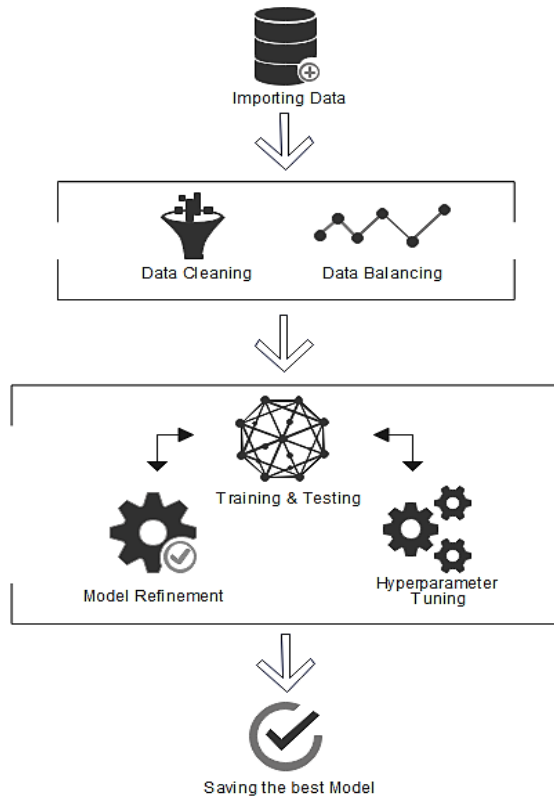 Importing Data
Data Cleaning
Data Balancing
Training & Testing
Model Refinement
Hyperparameter
Tuning
Saving the best Model